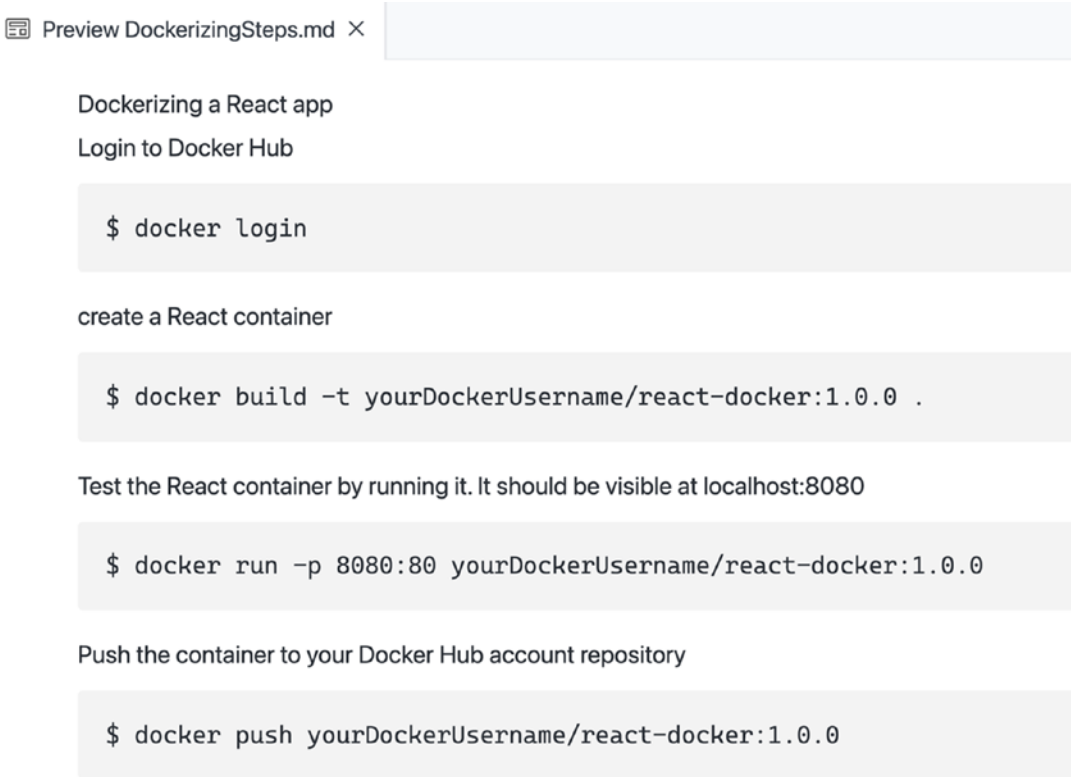 Preview DockerizingSteps.md
Dockerizing a React app
Login to Docker Hub
$ docker login
create a React container
$ docker build -t yourDockerUsername/react-docker:1.0.0 .
Test the React container by running it. It should be visible at localhost:8080
$ docker run -p 8080:80 yourDockerUsername/react-docker:1.0.0
Push the container to your Docker Hub account repository
$ docker push yourDockerUsername/react-docker:1.0.0